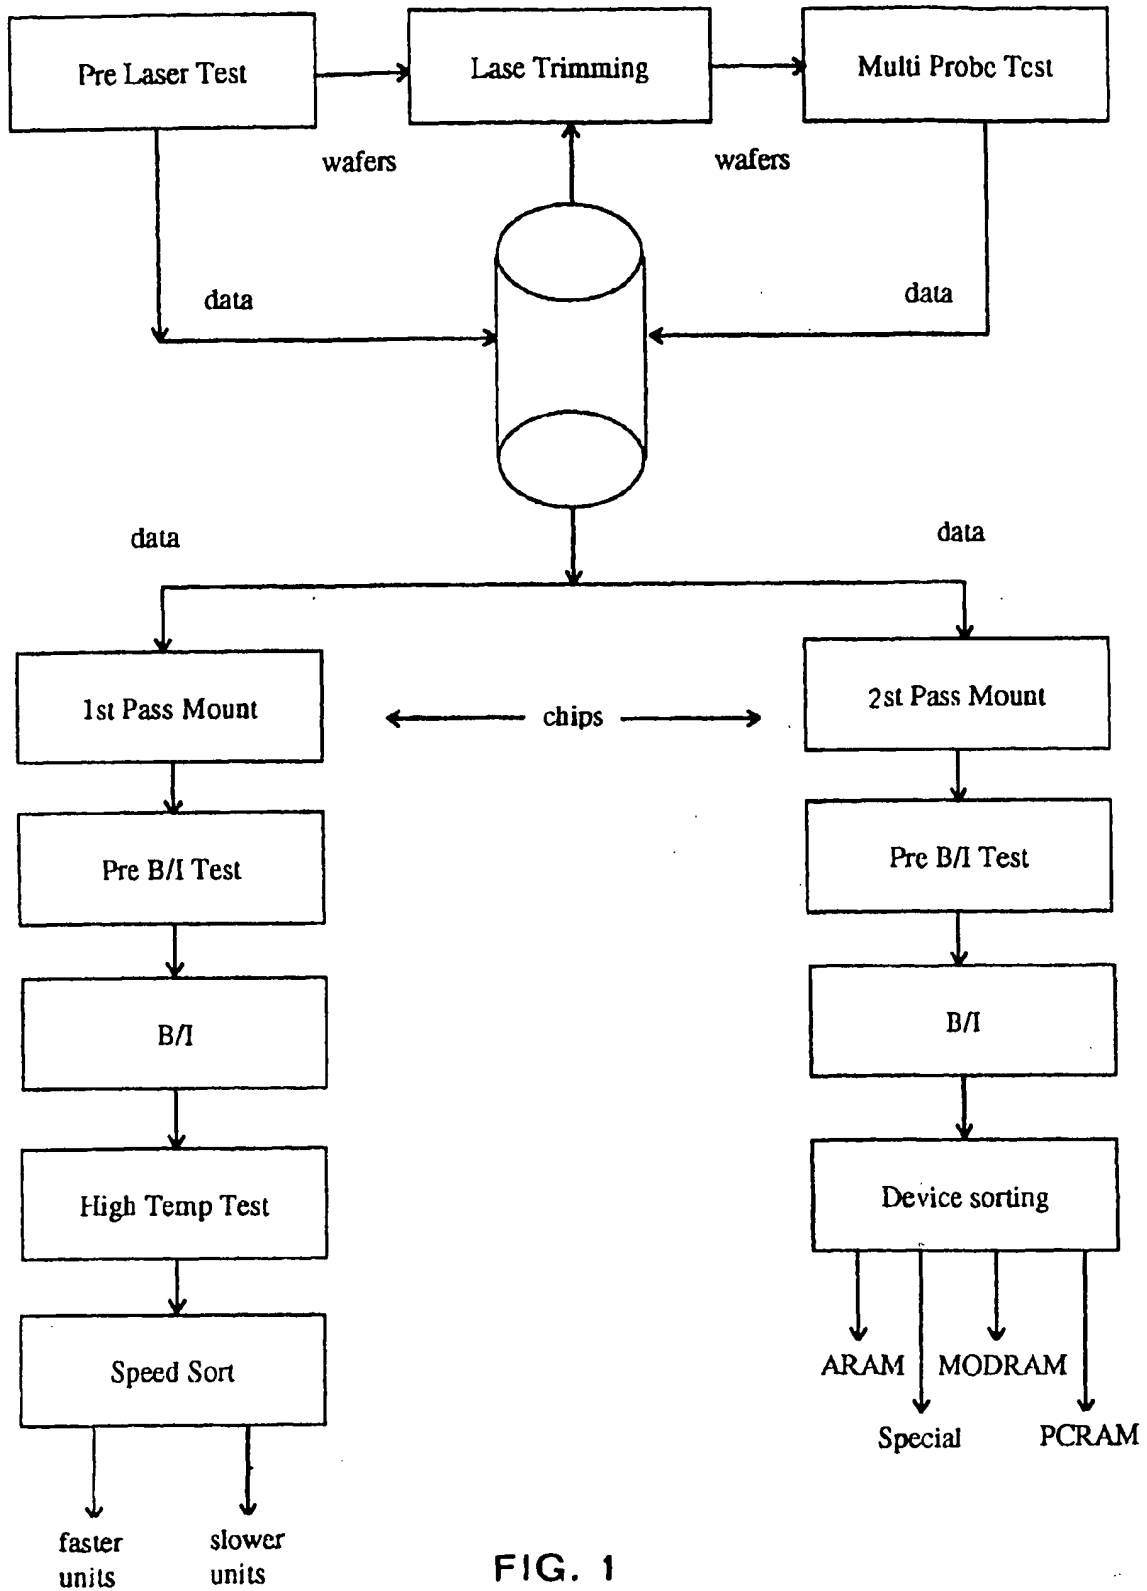 Pre Laser Test
Lase Trimming
Multi Probe Test
wafers
wafers
data
data
data
data
1st Pass Mount
chips
2st Pass Mount
Pre B/I Test
Pre B/I Test
B/I
B/I
High Temp Test
Device sorting
Speed Sort
ARAM
MODRAM
Special
PCRAM
faster
units
slower
units
FIG. 1